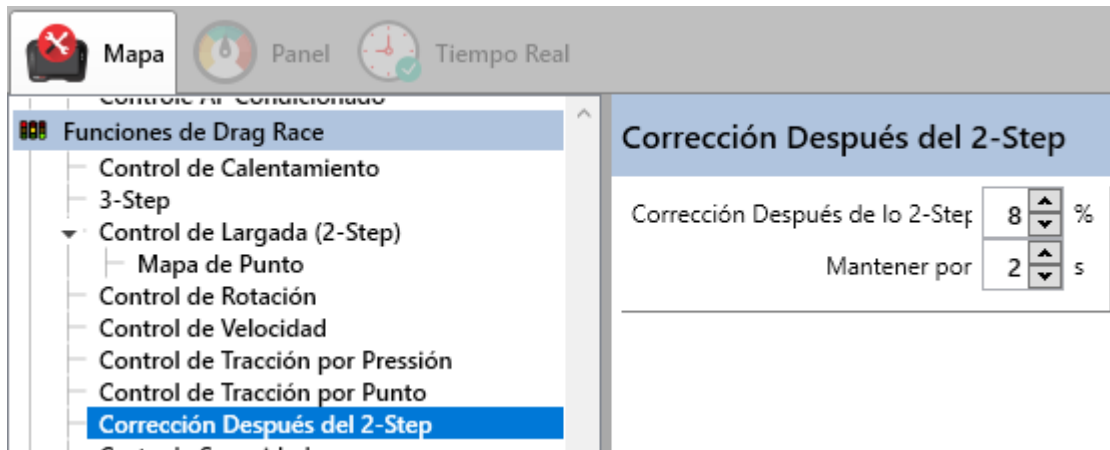 Mapa
Panel
Tiempo Real
Controle Ar Condicionado
Funciones de Drag Race
Control de Calentamiento
3-Step
Control de Largada (2-Step)
Mapa de Punto
Control de Rotación
Control de Velocidad
Control de Tracción por Pressión
Control de Tracción por Punto
Corrección Después del 2-Step
Corrección Después del 2-Step
Corrección Después de lo 2-Step 8 %
Mantener por 2 s